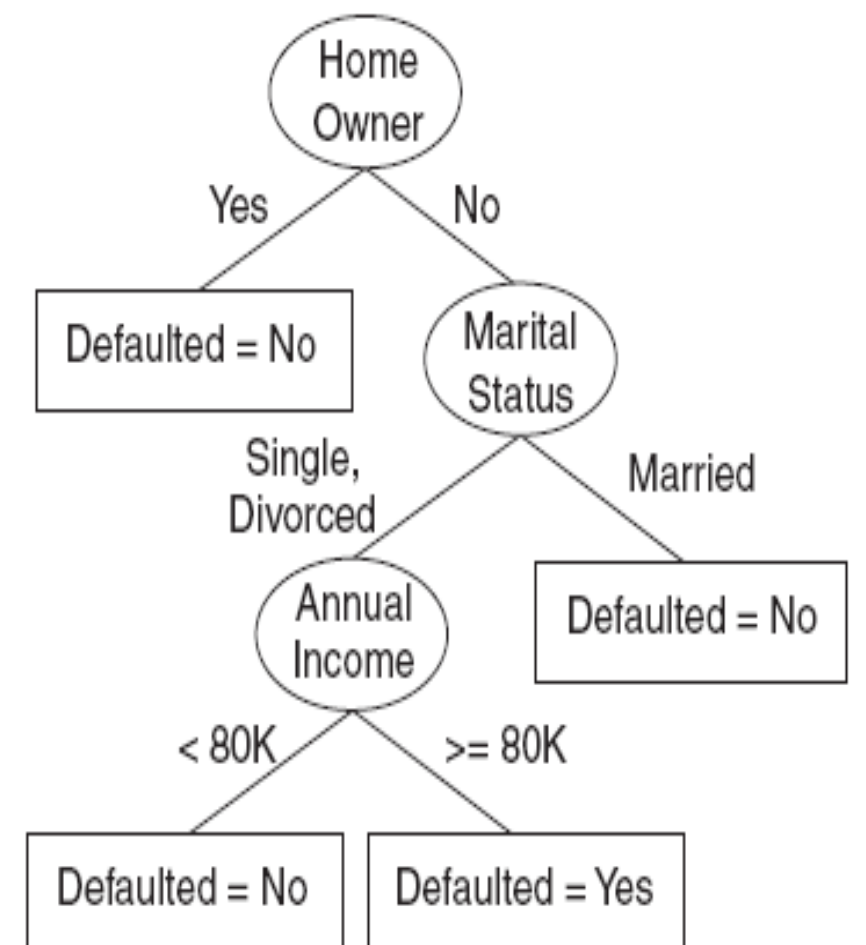 Home
Owner
Yes
No
Defaulted = No
Marital
Status
Single,
Divorced
Married
Annual
Income
Defaulted = No
< 80K
>= 80K
Defaulted = No
Defaulted = Yes